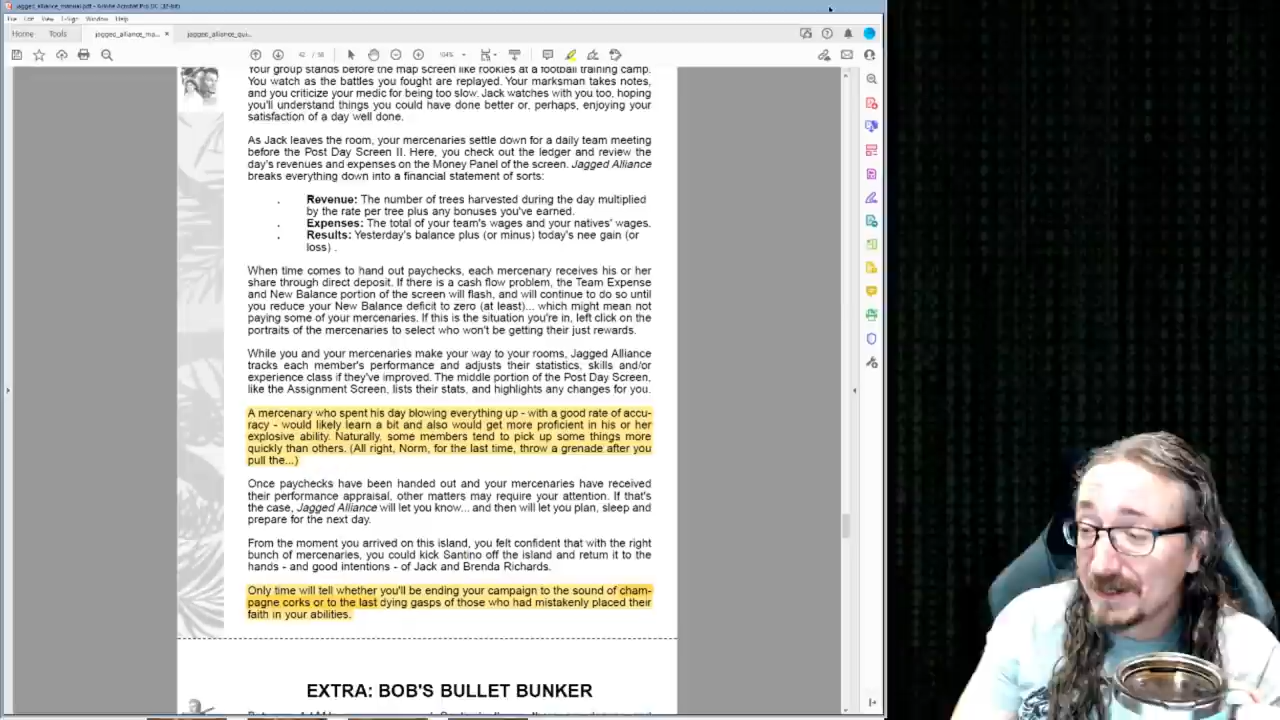 jagged_alliance_manual.pdf - Adobe Acrobat Pro DC (32-bit)
File Edit View E-Sign Window Help
Home Tools jagged_alliance_ma... × jagged_alliance_qui...
42 / 58 104%
Your group stands before the map screen like rookies at a football training camp.
You watch as the battles you fought are replayed. Your marksman takes notes,
and you criticize your medic for being too slow. Jack watches with you too, hoping
you'll understand things you could have done better or, perhaps, enjoying your
satisfaction of a day well done.
As Jack leaves the room, your mercenaries settle down for a daily team meeting
before the Post Day Screen II. Here, you check out the ledger and review the
day's revenues and expenses on the Money Panel of the screen. Jagged Alliance
breaks everything down into a financial statement of sorts:
. Revenue: The number of trees harvested during the day multiplied
by the rate per tree plus any bonuses you've earned.
. Expenses: The total of your team's wages and your natives' wages.
. Results: Yesterday's balance plus (or minus) today's nee gain (or
loss) .
When time comes to hand out paychecks, each mercenary receives his or her
share through direct deposit. If there is a cash flow problem, the Team Expense
and New Balance portion of the screen will flash, and will continue to do so until
you reduce your New Balance deficit to zero (at least)... which might mean not
paying some of your mercenaries. If this is the situation you're in, left click on the
portraits of the mercenaries to select who won't be getting their just rewards.
While you and your mercenaries make your way to your rooms, Jagged Alliance
tracks each member's performance and adjusts their statistics, skills and/or
experience class if they've improved. The middle portion of the Post Day Screen,
like the Assignment Screen, lists their stats, and highlights any changes for you.
A mercenary who spent his day blowing everything up - with a good rate of accu-
racy - would likely learn a bit and also would get more proficient in his or her
explosive ability. Naturally, some members tend to pick up some things more
quickly than others. (All right, Norm, for the last time, throw a grenade after you
pull the...)
Once paychecks have been handed out and your mercenaries have received
their performance appraisal, other matters may require your attention. If that's
the case, Jagged Alliance will let you know... and then will let you plan, sleep and
prepare for the next day.
From the moment you arrived on this island, you felt confident that with the right
bunch of mercenaries, you could kick Santino off the island and return it to the
hands - and good intentions - of Jack and Brenda Richards.
Only time will tell whether you'll be ending your campaign to the sound of cham-
pagne corks or to the last dying gasps of those who had mistakenly placed their
faith in your abilities.
EXTRA: BOB'S BULLET BUNKER